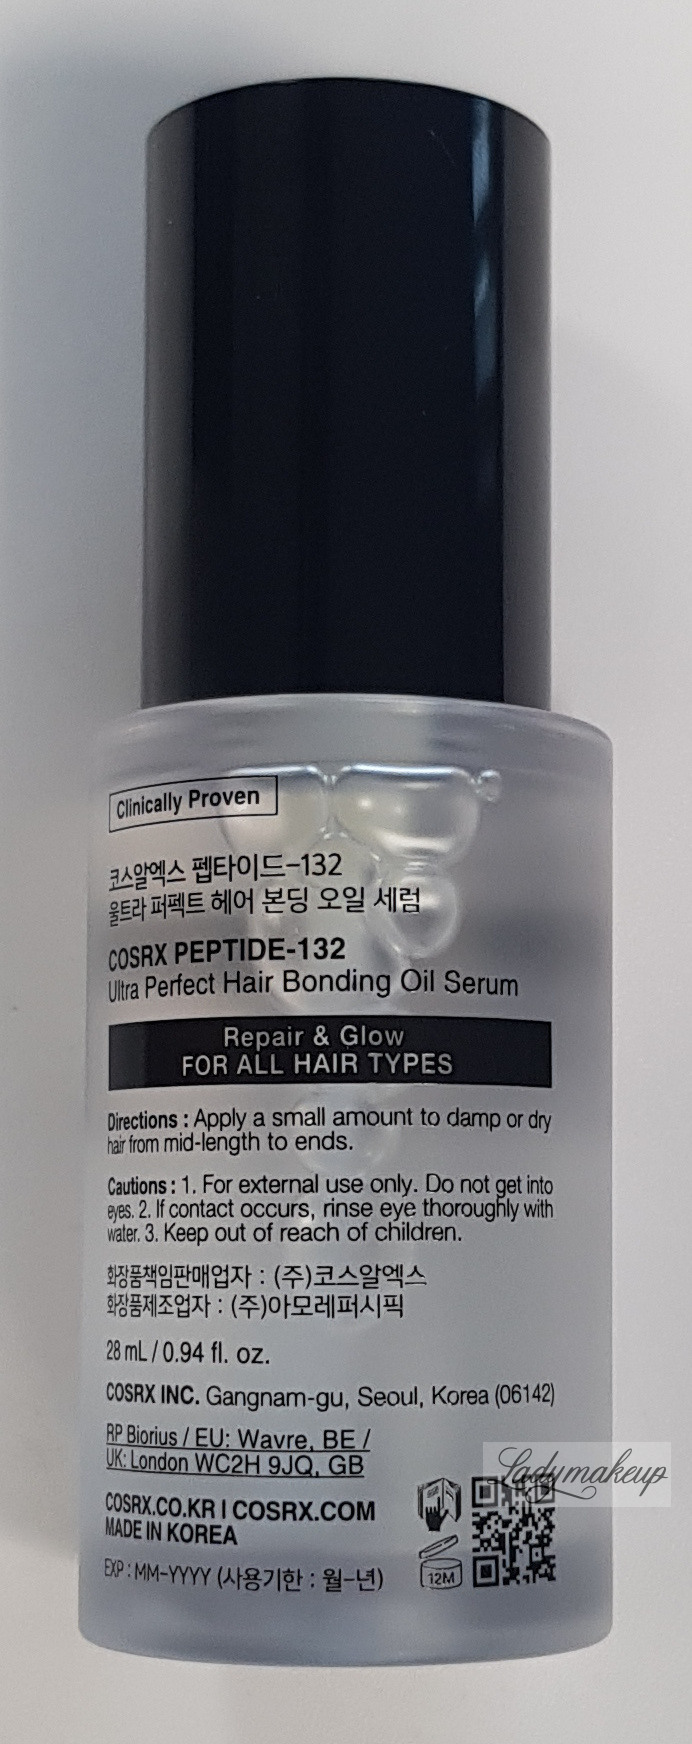 Clinically Proven
코스알엑스 펩타이드-132
울트라 퍼펙트 헤어 본딩 오일 세럼
COSRX PEPTIDE-132
Ultra Perfect Hair Bonding Oil Serum
Repair & Glow
FOR ALL HAIR TYPES
Directions : Apply a small amount to damp or dry
hair from mid-length to ends.
Cautions : 1. For external use only. Do not get into
eyes. 2. If contact occurs, rinse eye thoroughly with
water. 3. Keep out of reach of children.
화장품책임판매업자 : (주)코스알엑스
화장품제조업자 : (주)아모레퍼시픽
28 mL / 0.94 fl. oz.
COSRX INC. Gangnam-gu, Seoul, Korea (06142)
RP Biorius / EU: Wavre, BE /
UK: London WC2H 9JQ, GB
Ladymakeup
COSRX.CO.KR I COSRX.COM
MADE IN KOREA
EXP : MM-YYYY (사용기한 : 월-년)
12M